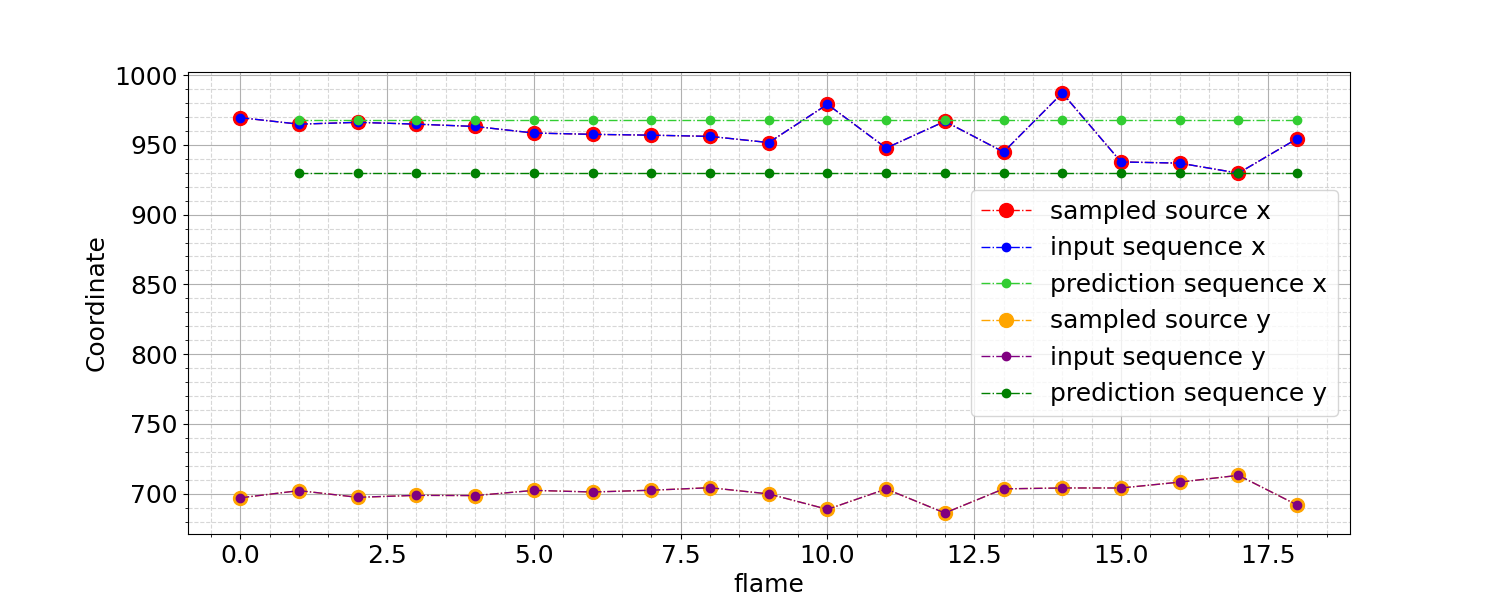 1000
950
900
850
800
750
700
Coordinate
sampled source x
input sequence x
prediction sequence x
sampled source y
input sequence y
prediction sequence y
0.0 2.5 5.0 7.5 10.0 12.5 15.0 17.5
flame